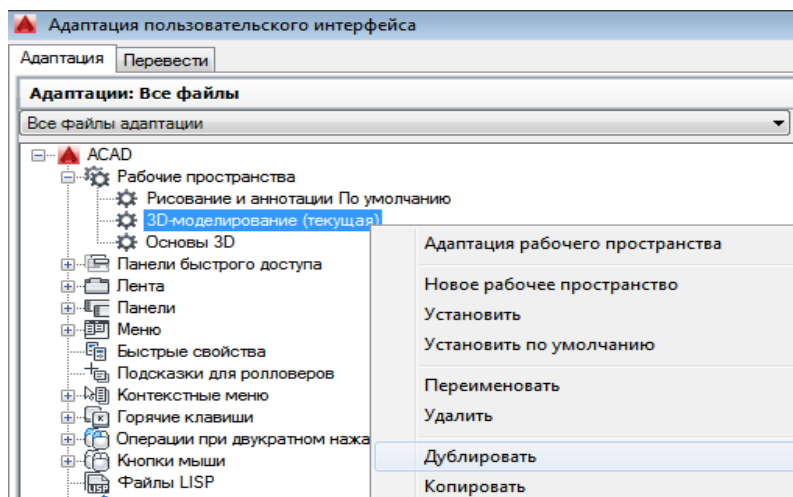 Адаптация пользовательского интерфейса
Адаптация Перевести
Адаптации: Все файлы
Все файлы адаптации
ACAD
Рабочие пространства
Рисование и аннотации По умолчанию
3D-моделирование (текущая)
Основы 3D
Панели быстрого доступа
Лента
Панели
Меню
Быстрые свойства
Подсказки для ролловеров
Контекстные меню
Горячие клавиши
Операции при двукратном нажа
Кнопки мыши
Файлы LISP
Адаптация рабочего пространства
Новое рабочее пространство
Установить
Установить по умолчанию
Переименовать
Удалить
Дублировать
Копировать